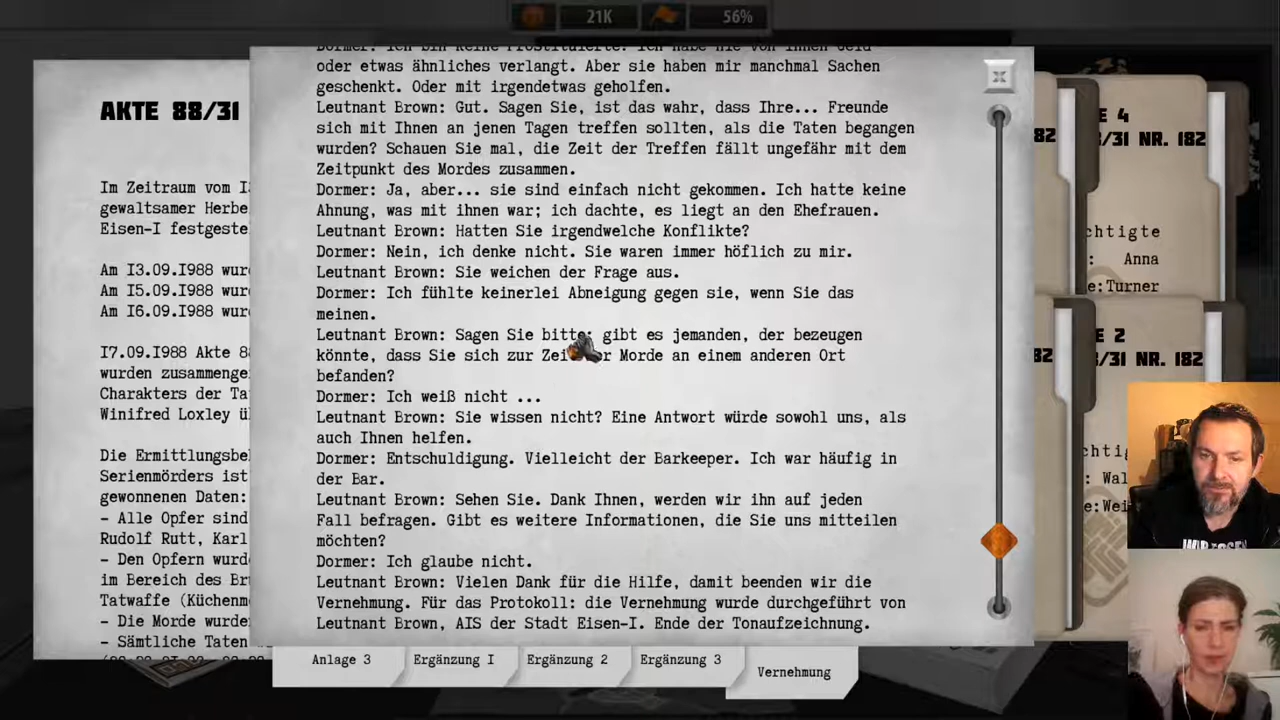 21K
56%
AKTE 88/31
Im Zeitraum vom I
gewaltsamer Herbe
Eisen-I festgeste
Am I3.09.I988 wur
Am I5.09.I988 wur
Am I6.09.I988 wur
I7.09.I988 Akte 8
wurden zusammenge
Charakters der Ta
Winifred Loxley ü
Die Ermittlungsbe
Serienmörders ist
gewonnenen Daten:
- Alle Opfer sind
Rudolf Rutt, Karl
- Den Opfern wurd
im Bereich des Br
Tatwaffe (Küchenm
- Die Morde wurde
- Sämtliche Taten
Dormer: Ich bin keine Prostituierte. Ich habe nie von ihnen Geld
oder etwas ähnliches verlangt. Aber sie haben mir manchmal Sachen
geschenkt. Oder mit irgendetwas geholfen.
Leutnant Brown: Gut. Sagen Sie, ist das wahr, dass Ihre... Freunde
sich mit Ihnen an jenen Tagen treffen sollten, als die Taten begangen
wurden? Schauen Sie mal, die Zeit der Treffen fällt ungefähr mit dem
Zeitpunkt des Mordes zusammen.
Dormer: Ja, aber... sie sind einfach nicht gekommen. Ich hatte keine
Ahnung, was mit ihnen war; ich dachte, es liegt an den Ehefrauen.
Leutnant Brown: Hatten Sie irgendwelche Konflikte?
Dormer: Nein, ich denke nicht. Sie waren immer höflich zu mir.
Leutnant Brown: Sie weichen der Frage aus.
Dormer: Ich fühlte keinerlei Abneigung gegen sie, wenn Sie das
meinen.
Leutnant Brown: Sagen Sie bitte: gibt es jemanden, der bezeugen
könnte, dass Sie sich zur Zei r Morde an einem anderen Ort
befanden?
Dormer: Ich weiß nicht ...
Leutnant Brown: Sie wissen nicht? Eine Antwort würde sowohl uns, als
auch Ihnen helfen.
Dormer: Entschuldigung. Vielleicht der Barkeeper. Ich war häufig in
der Bar.
Leutnant Brown: Sehen Sie. Dank Ihnen, werden wir ihn auf jeden
Fall befragen. Gibt es weitere Informationen, die Sie uns mitteilen
möchten?
Dormer: Ich glaube nicht.
Leutnant Brown: Vielen Dank für die Hilfe, damit beenden wir die
Vernehmung. Für das Protokoll: die Vernehmung wurde durchgeführt von
Leutnant Brown, AIS der Stadt Eisen-I. Ende der Tonaufzeichnung.
Anlage 3
Ergänzung I
Ergänzung 2
Ergänzung 3
Vernehmung
82
E 4
/31 NR. 182
chtigte
: Anna
e:Turner
82
E 2
/31 NR. 182
chtig
: Wal
e:Wei